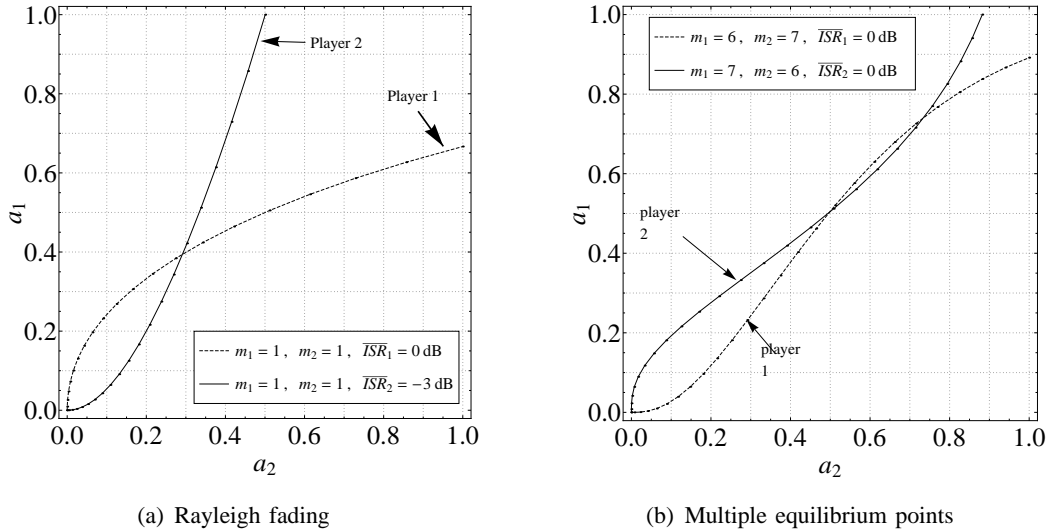 1.0
0.8
0.6
0.4
0.2
0.0
a1
Player 2
Player 1
m1 = 1 , m2 = 1 , ISR1 = 0 dB
m1 = 1 , m2 = 1 , ISR2 = −3 dB
0.0 0.2 0.4 0.6 0.8 1.0
a2
(a) Rayleigh fading
1.0
0.8
0.6
0.4
0.2
0.0
a1
m1 = 6 , m2 = 7 , ISR1 = 0 dB
m1 = 7 , m2 = 6 , ISR2 = 0 dB
player
2
player
1
0.0 0.2 0.4 0.6 0.8 1.0
a2
(b) Multiple equilibrium points